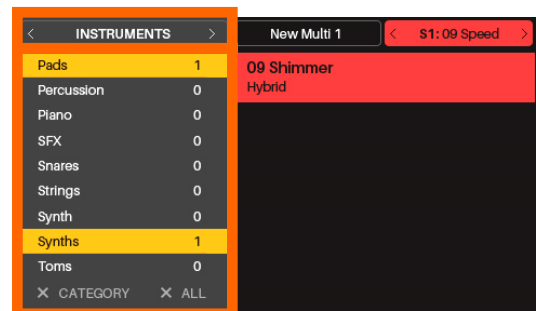 < INSTRUMENTS >
Pads 1
Percussion 0
Piano 0
SFX 0
Snares 0
Strings 0
Synth 0
Synths 1
Toms 0
✕ CATEGORY ✕ ALL
New Multi 1
< S1: 09 Speed >
09 Shimmer
Hybrid